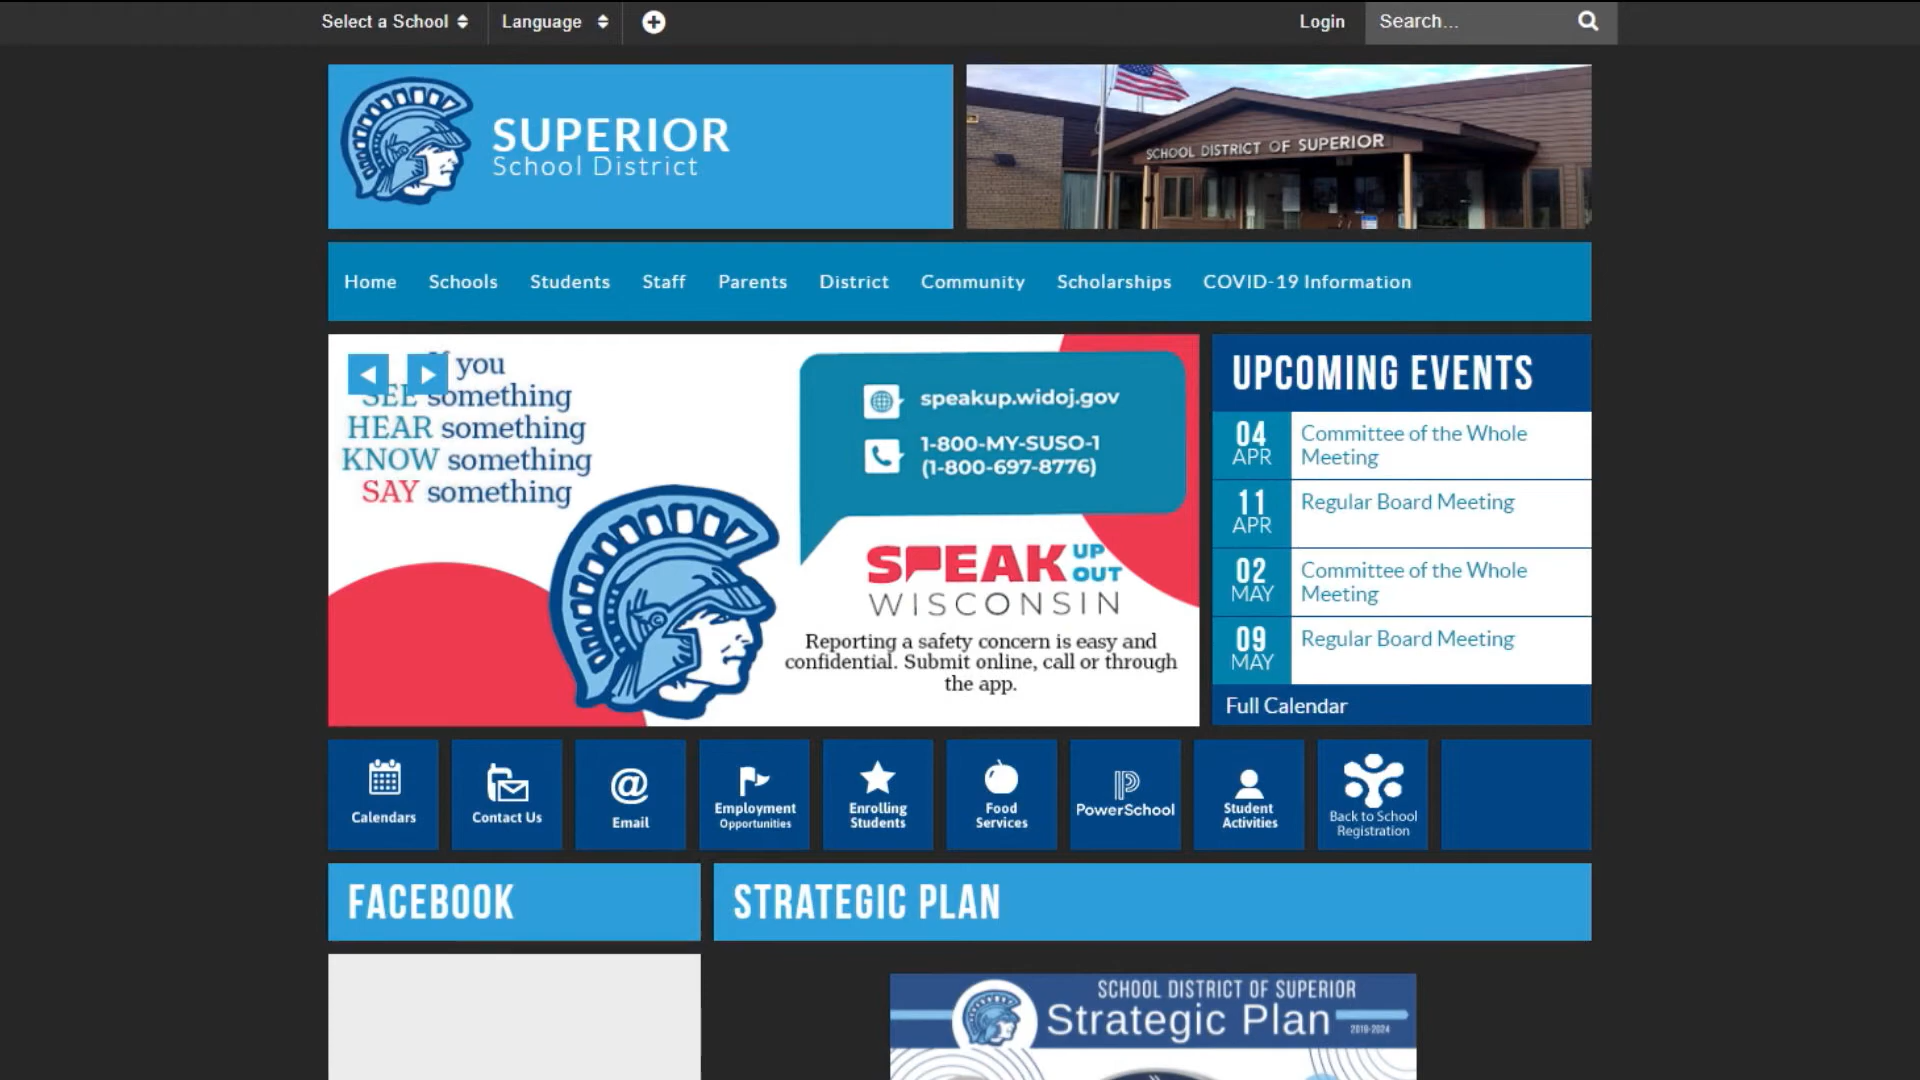 Select a School
Language
Login
Search...
SUPERIOR
School District
SCHOOL DISTRICT OF SUPERIOR
Home
Schools
Students
Staff
Parents
District
Community
Scholarships
COVID-19 Information
you
SEE something
HEAR something
KNOW something
SAY something
speakup.widoj.gov
1-800-MY-SUSO-1
(1-800-697-8776)
SPEAK UP OUT
WISCONSIN
Reporting a safety concern is easy and
confidential. Submit online, call or through
the app.
UPCOMING EVENTS
04
APR
Committee of the Whole
Meeting
11
APR
Regular Board Meeting
02
MAY
Committee of the Whole
Meeting
09
MAY
Regular Board Meeting
Full Calendar
Calendars
Contact Us
@
Email
Employment
Opportunities
Enrolling
Students
Food
Services
PowerSchool
Student
Activities
Back to School
Registration
FACEBOOK
STRATEGIC PLAN
SCHOOL DISTRICT OF SUPERIOR
Strategic Plan
2019-2024